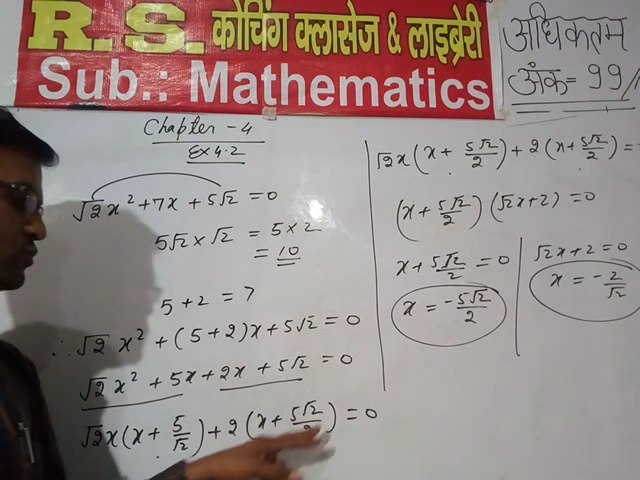 R.S. कोचिंग क्लासेज & लाइब्रेरी
Sub.: Mathematics
अधिकतम
अंक= 99/
Chapter - 4
Ex 4.2
√2x² + 7x + 5√2 = 0
5√2 × √2 = 5 × 2
= 10
5 + 2 = 7
∴ √2 x² + (5+2)x + 5√2 = 0
√2 x² + 5x + 2x + 5√2 = 0
√2x(x + 5/√2) + 2(x + 5√2/2) = 0
√2x(x + 5√2/2) + 2(x + 5√2/2) =
(x + 5√2/2)(√2x + 2) = 0
x + 5√2/2 = 0
x = -5√2/2
√2x + 2 = 0
x = -2/√2